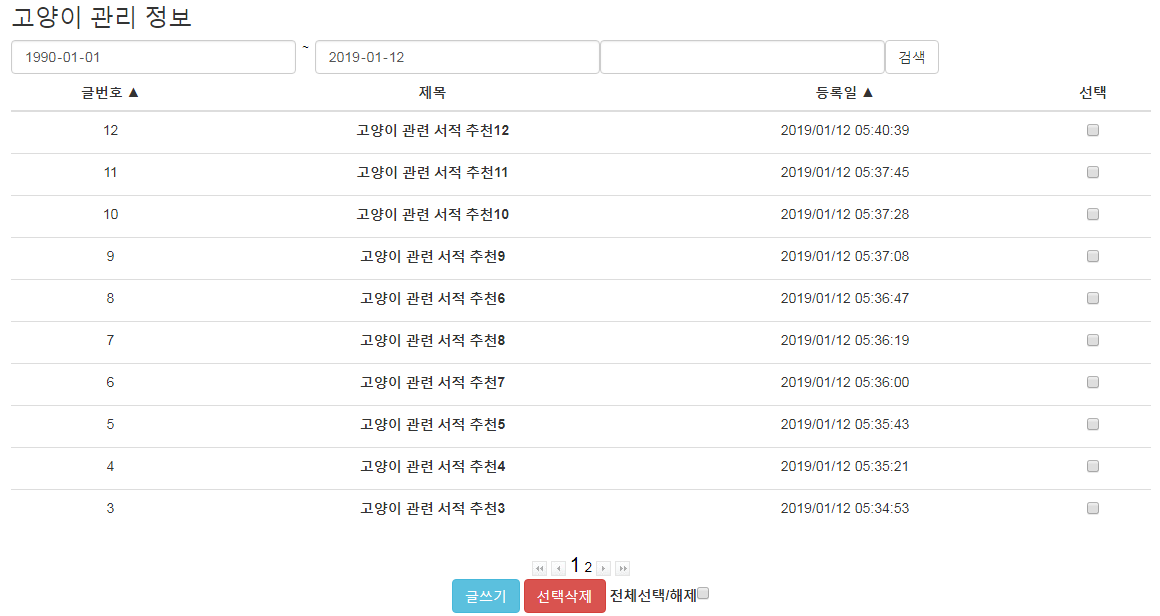 고양이 관리 정보
1990-01-01 ~ 2019-01-12 검색
글번호 ▲ 제목 등록일 ▲ 선택
12 고양이 관련 서적 추천12 2019/01/12 05:40:39
11 고양이 관련 서적 추천11 2019/01/12 05:37:45
10 고양이 관련 서적 추천10 2019/01/12 05:37:28
9 고양이 관련 서적 추천9 2019/01/12 05:37:08
8 고양이 관련 서적 추천6 2019/01/12 05:36:47
7 고양이 관련 서적 추천8 2019/01/12 05:36:19
6 고양이 관련 서적 추천7 2019/01/12 05:36:00
5 고양이 관련 서적 추천5 2019/01/12 05:35:43
4 고양이 관련 서적 추천4 2019/01/12 05:35:21
3 고양이 관련 서적 추천3 2019/01/12 05:34:53
1 2
글쓰기 선택삭제 전체선택/해제